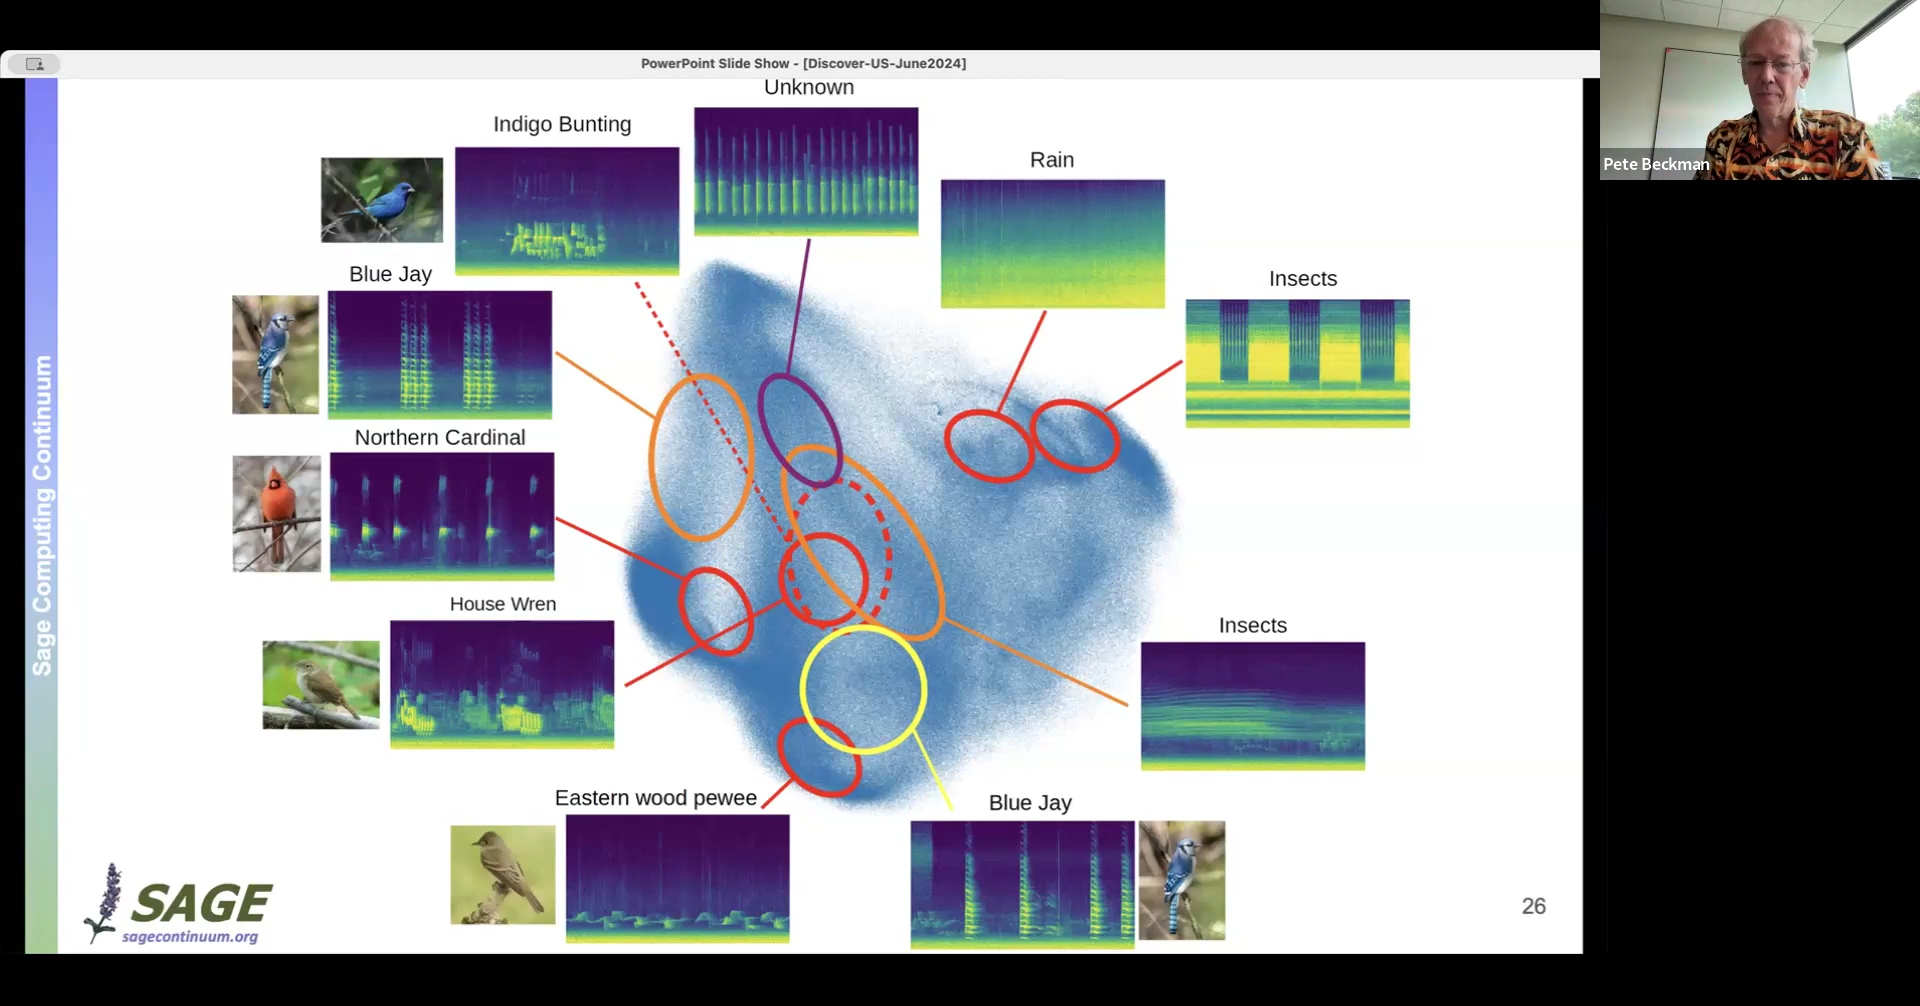 PowerPoint Slide Show - [Discover-US-June2024]
Pete Beckman
Unknown
Indigo Bunting
Rain
Blue Jay
Insects
Northern Cardinal
House Wren
Insects
Eastern wood pewee
Blue Jay
Sage Computing Continuum
SAGE
sagecontinuum.org
26